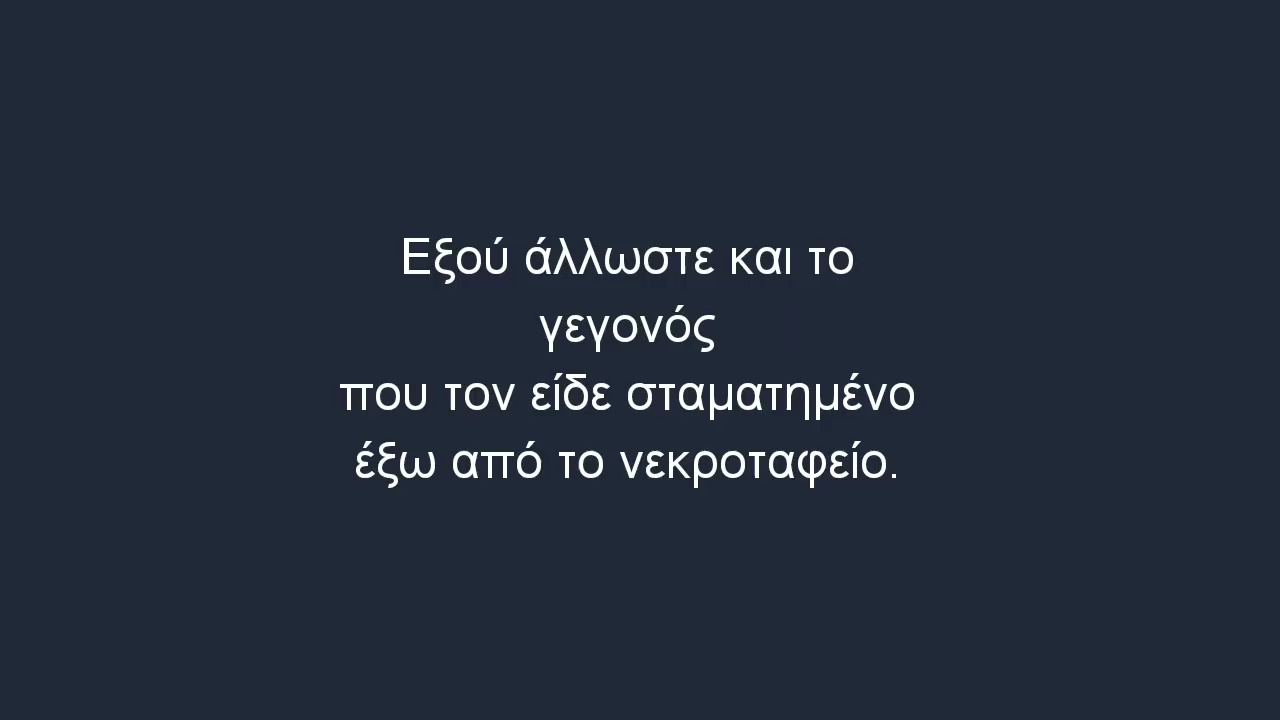 Εξού άλλωστε και το
γεγονός
που τον είδε σταματημένο
έξω από το νεκροταφείο.